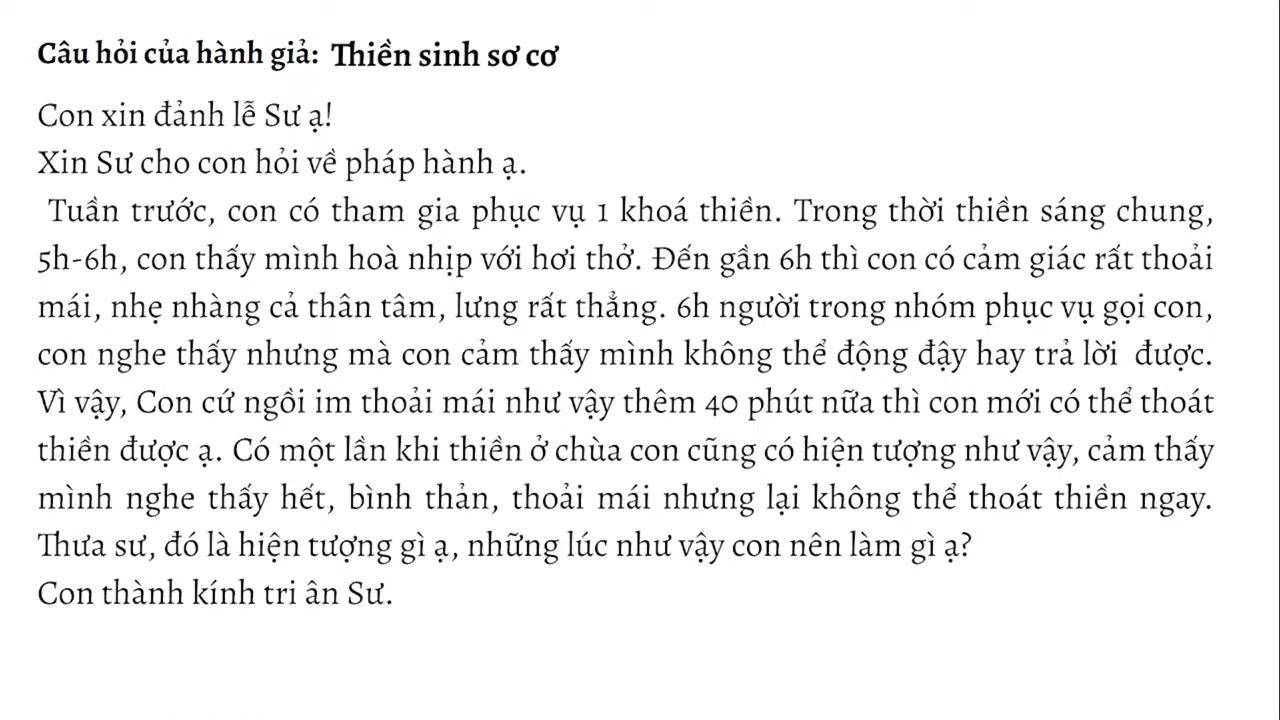 Câu hỏi của hành giả: Thiền sinh sơ cơ
Con xin đảnh lễ Sư ạ!
Xin Sư cho con hỏi về pháp hành ạ.
Tuần trước, con có tham gia phục vụ 1 khoá thiền. Trong thời thiền sáng chung,
5h-6h, con thấy mình hoà nhịp với hơi thở. Đến gần 6h thì con có cảm giác rất thoải
mái, nhẹ nhàng cả thân tâm, lưng rất thẳng. 6h người trong nhóm phục vụ gọi con,
con nghe thấy nhưng mà con cảm thấy mình không thể động đậy hay trả lời được.
Vì vậy, Con cứ ngồi im thoải mái như vậy thêm 40 phút nữa thì con mới có thể thoát
thiền được ạ. Có một lần khi thiền ở chùa con cũng có hiện tượng như vậy, cảm thấy
mình nghe thấy hết, bình thản, thoải mái nhưng lại không thể thoát thiền ngay.
Thưa sư, đó là hiện tượng gì ạ, những lúc như vậy con nên làm gì ạ?
Con thành kính tri ân Sư.